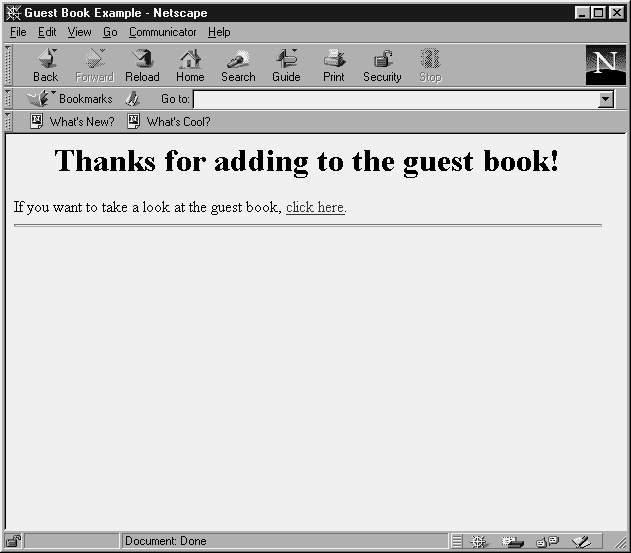 Guest Book Example - Netscape
File Edit View Go Communicator Help
Back Forward Reload Home Search Guide Print Security Stop
N
Bookmarks Go to:
What's New? What's Cool?
Thanks for adding to the guest book!
If you want to take a look at the guest book, click here.
Document: Done